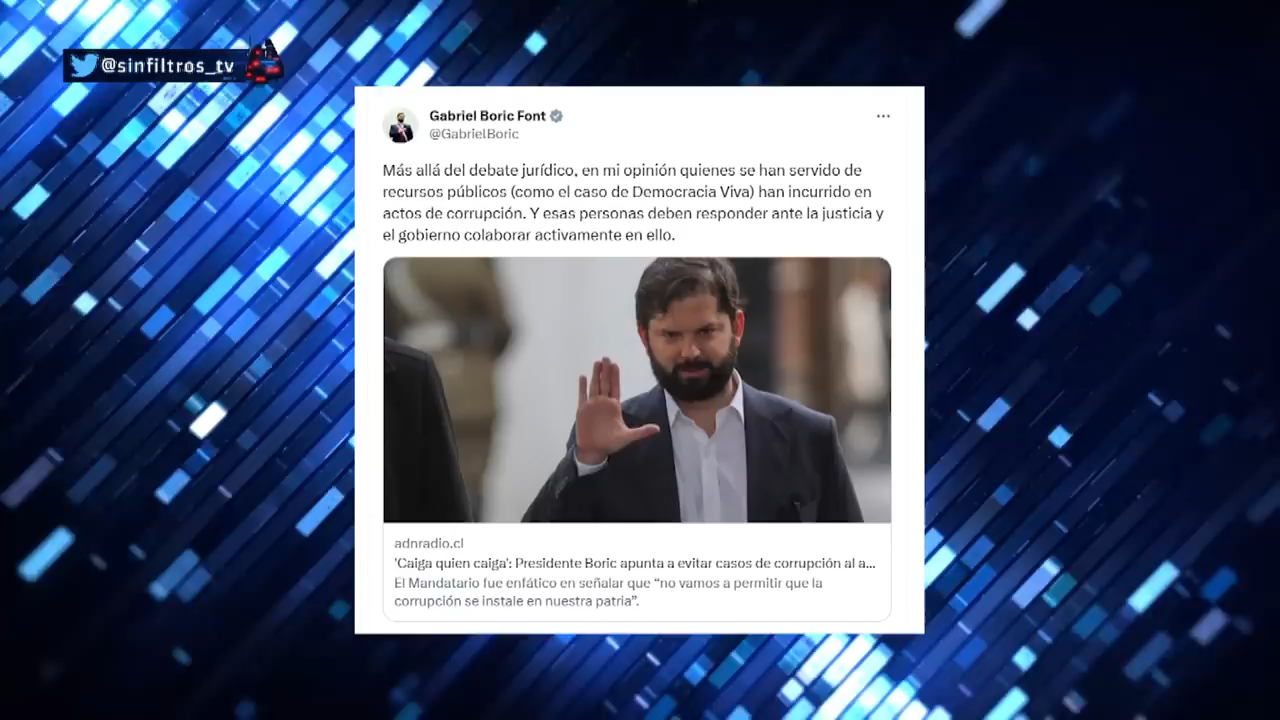 @sinfiltros_tv
Gabriel Boric Font
@GabrielBoric
Más allá del debate jurídico, en mi opinión quienes se han servido de
recursos públicos (como el caso de Democracia Viva) han incurrido en
actos de corrupción. Y esas personas deben responder ante la justicia y
el gobierno colaborar activamente en ello.
adnradio.cl
'Caiga quien caiga': Presidente Boric apunta a evitar casos de corrupción al a...
El Mandatario fue enfático en señalar que “no vamos a permitir que la
corrupción se instale en nuestra patria”.